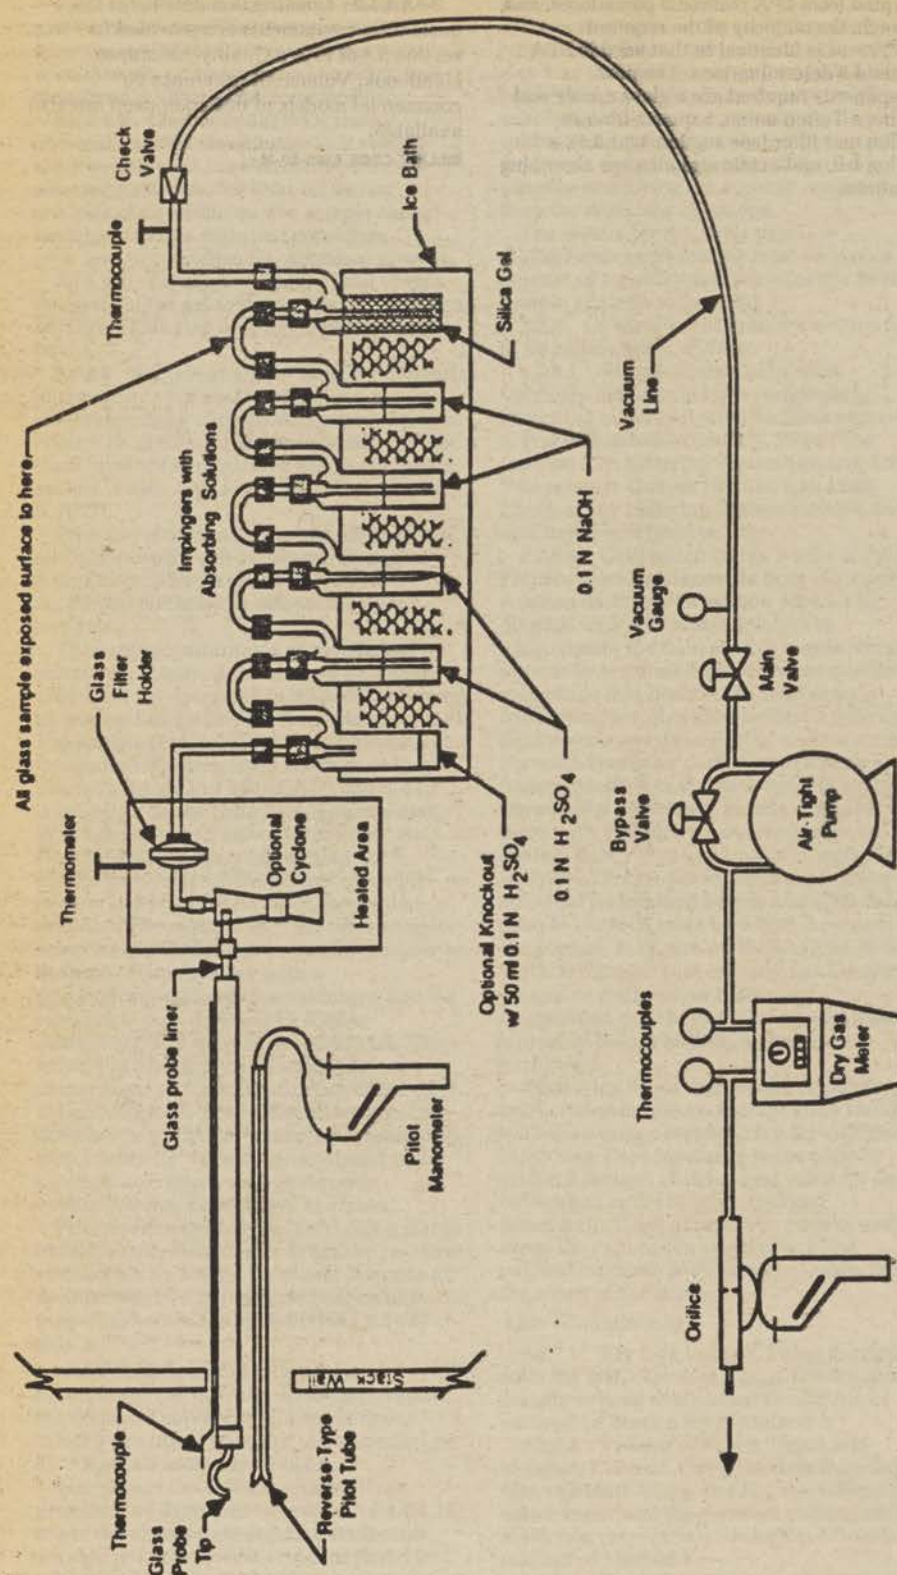 All glass sample exposed surface to here.
Thermocouple
Check
Valve
Ice Bath
Silica Gel
Impingers with
Absorbing Solutions
Vacuum
Line
0.1 N NaOH
Vacuum
Gauge
Main
Valve
Glass
Filter
Holder
Thermometer
Optional
Cyclone
Heated Area
Optional Knockout
w/ 50 ml 0.1 N H2SO4
0.1 N H2SO4
Bypass
Valve
Air-Tight
Pump
Glass probe liner
Thermocouples
Dry Gas
Meter
Pitot
Manometer
Orifice
Stack Wall
Thermocouple
Glass
Probe
Tip
Reverse-Type
Pitot Tube